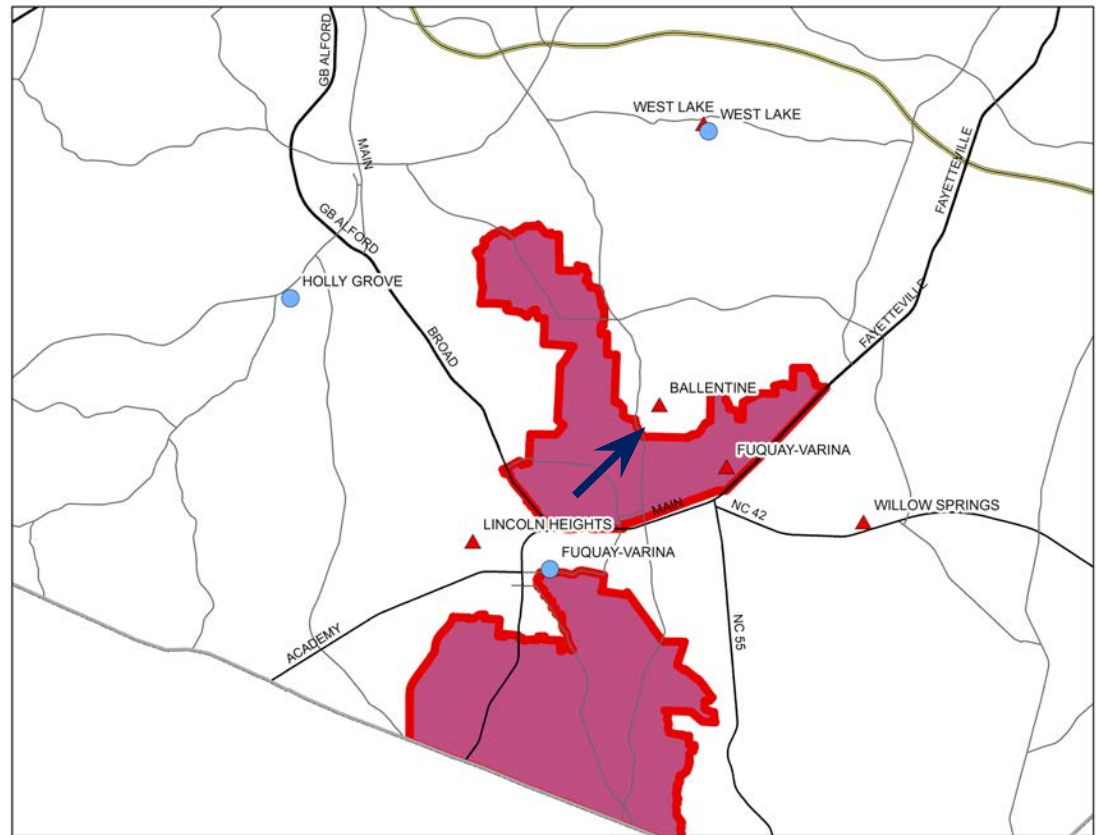 GB ALFORD
MAIN
WEST LAKE
WEST LAKE
FAYETTEVILLE
GB ALFORD
HOLLY GROVE
FAYETTEVILLE
BROAD
BALLENTINE
FUQUAY-VARINA
MAIN
NC 42
WILLOW SPRINGS
LINCOLN HEIGHTS
FUQUAY-VARINA
ACADEMY
NC 55